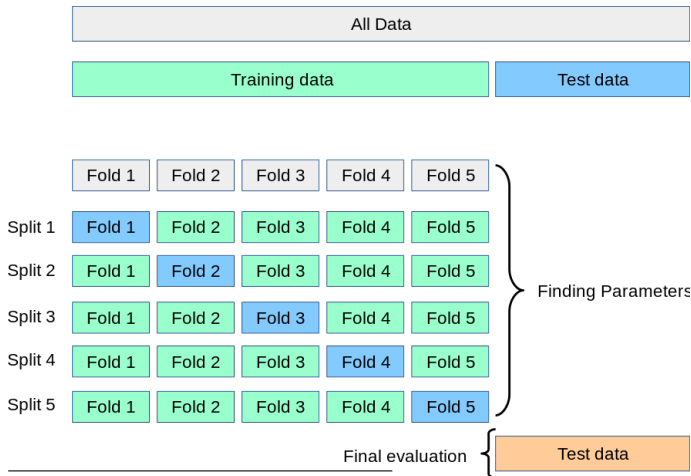 All Data
Training data Test data
Fold 1 Fold 2 Fold 3 Fold 4 Fold 5
Split 1 Fold 1 Fold 2 Fold 3 Fold 4 Fold 5
Split 2 Fold 1 Fold 2 Fold 3 Fold 4 Fold 5
Finding Parameters
Split 3 Fold 1 Fold 2 Fold 3 Fold 4 Fold 5
Split 4 Fold 1 Fold 2 Fold 3 Fold 4 Fold 5
Split 5 Fold 1 Fold 2 Fold 3 Fold 4 Fold 5
Final evaluation Test data